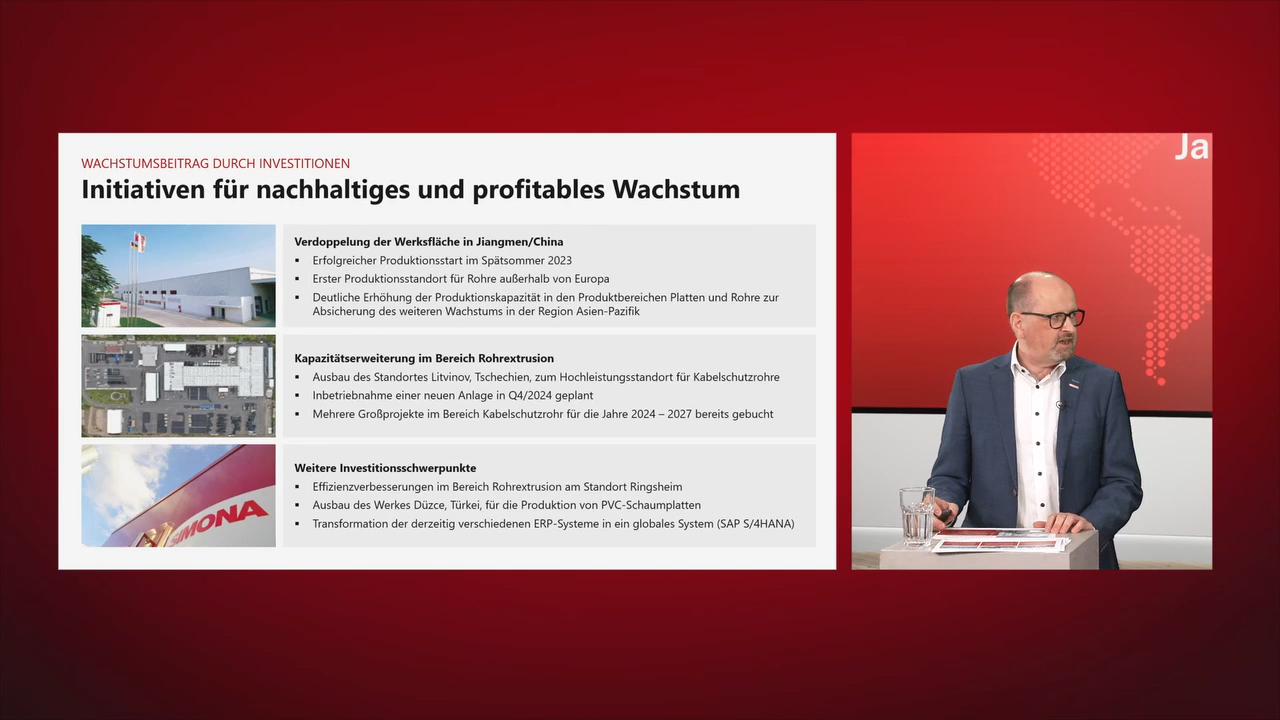 WACHSTUMSBEITRAG DURCH INVESTITIONEN
Initiativen für nachhaltiges und profitables Wachstum
Verdoppelung der Werksfläche in Jiangmen/China
▪ Erfolgreicher Produktionsstart im Spätsommer 2023
▪ Erster Produktionsstandort für Rohre außerhalb von Europa
▪ Deutliche Erhöhung der Produktionskapazität in den Produktbereichen Platten und Rohre zur
Absicherung des weiteren Wachstums in der Region Asien-Pazifik
Kapazitätserweiterung im Bereich Rohrextrusion
▪ Ausbau des Standortes Litvinov, Tschechien, zum Hochleistungsstandort für Kabelschutzrohre
▪ Inbetriebnahme einer neuen Anlage in Q4/2024 geplant
▪ Mehrere Großprojekte im Bereich Kabelschutzrohr für die Jahre 2024 – 2027 bereits gebucht
SIMONA
Weitere Investitionsschwerpunkte
▪ Effizienzverbesserungen im Bereich Rohrextrusion am Standort Ringsheim
▪ Ausbau des Werkes Düzce, Türkei, für die Produktion von PVC-Schaumplatten
▪ Transformation der derzeitig verschiedenen ERP-Systeme in ein globales System (SAP S/4HANA)
Ja